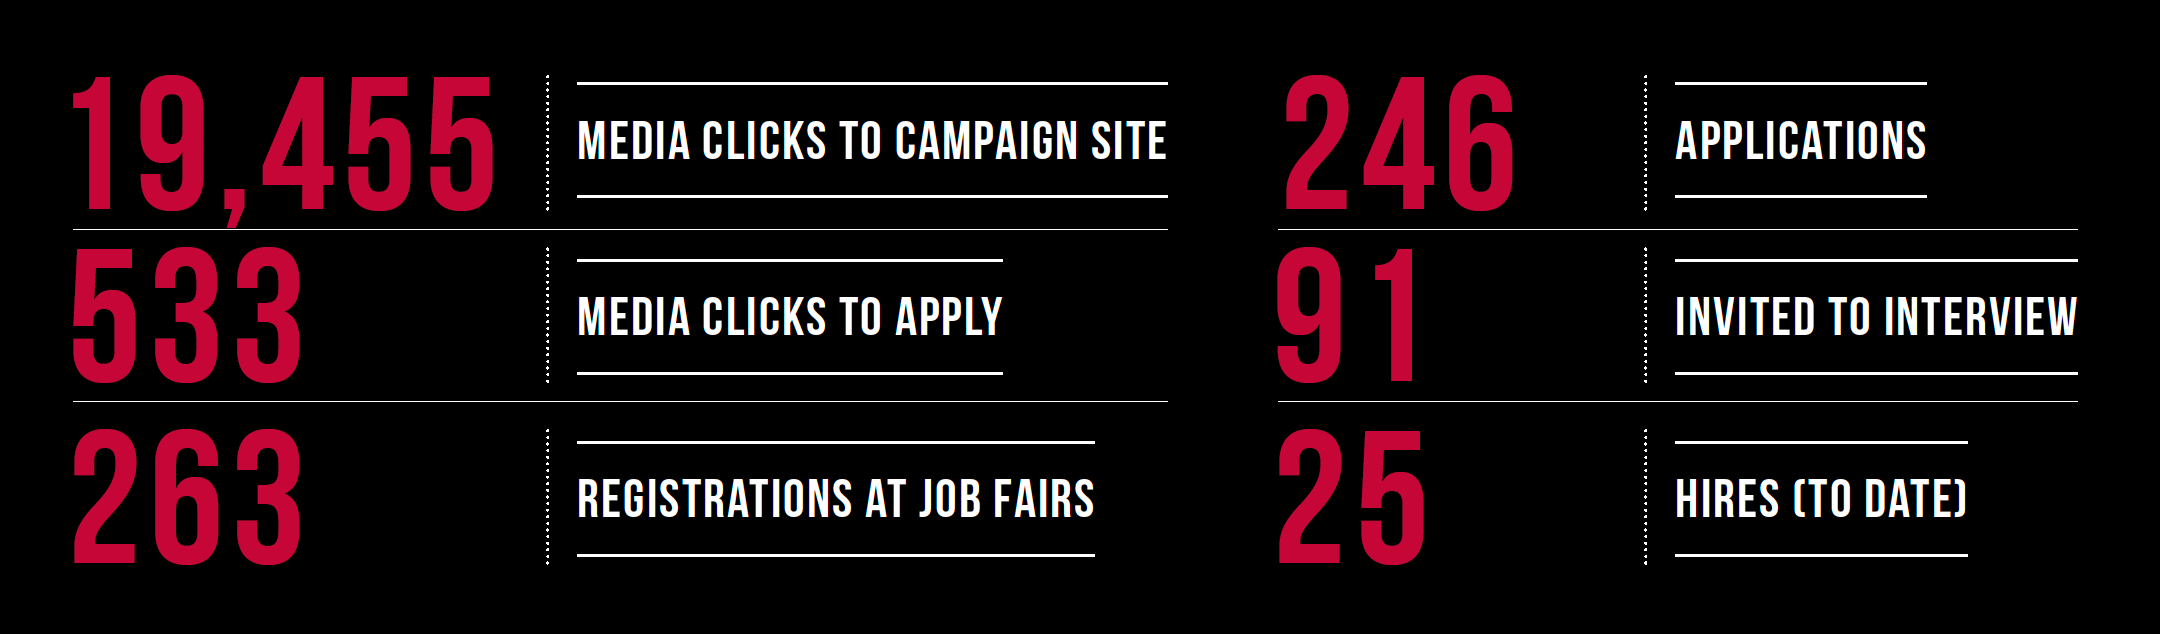 19,455
MEDIA CLICKS TO CAMPAIGN SITE
533
MEDIA CLICKS TO APPLY
263
REGISTRATIONS AT JOB FAIRS
246
APPLICATIONS
91
INVITED TO INTERVIEW
25
HIRES (TO DATE)